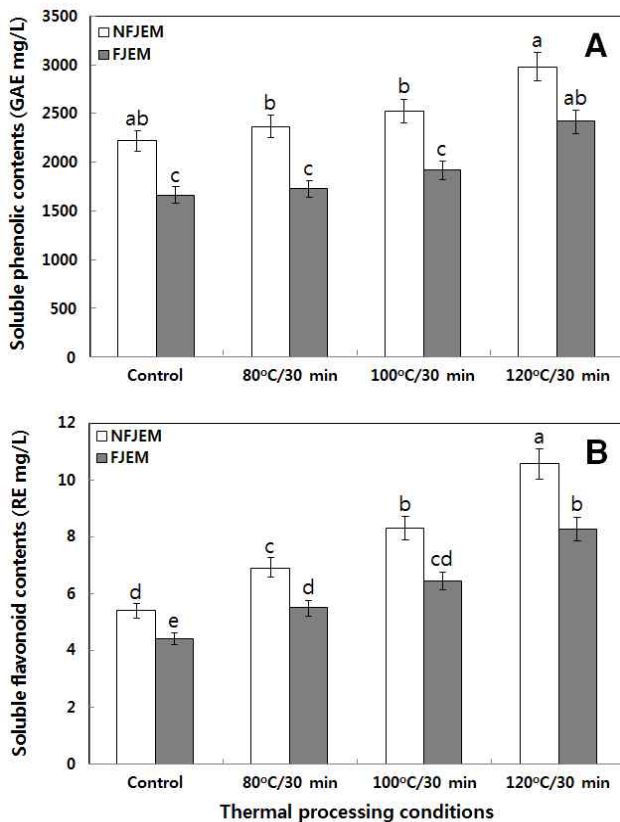 Soluble phenolic contents (GAE mg/L)
3500
3000
2500
2000
1500
1000
500
0
NFJEM
FJEM
A
ab
c
b
c
b
c
a
ab
Control
80°C/30 min
100°C/30 min
120°C/30 min
Soluble flavonoid contents (RE mg/L)
12
10
8
6
4
2
0
NFJEM
FJEM
B
d
e
c
d
b
cd
a
b
Control
80°C/30 min
100°C/30 min
120°C/30 min
Thermal processing conditions